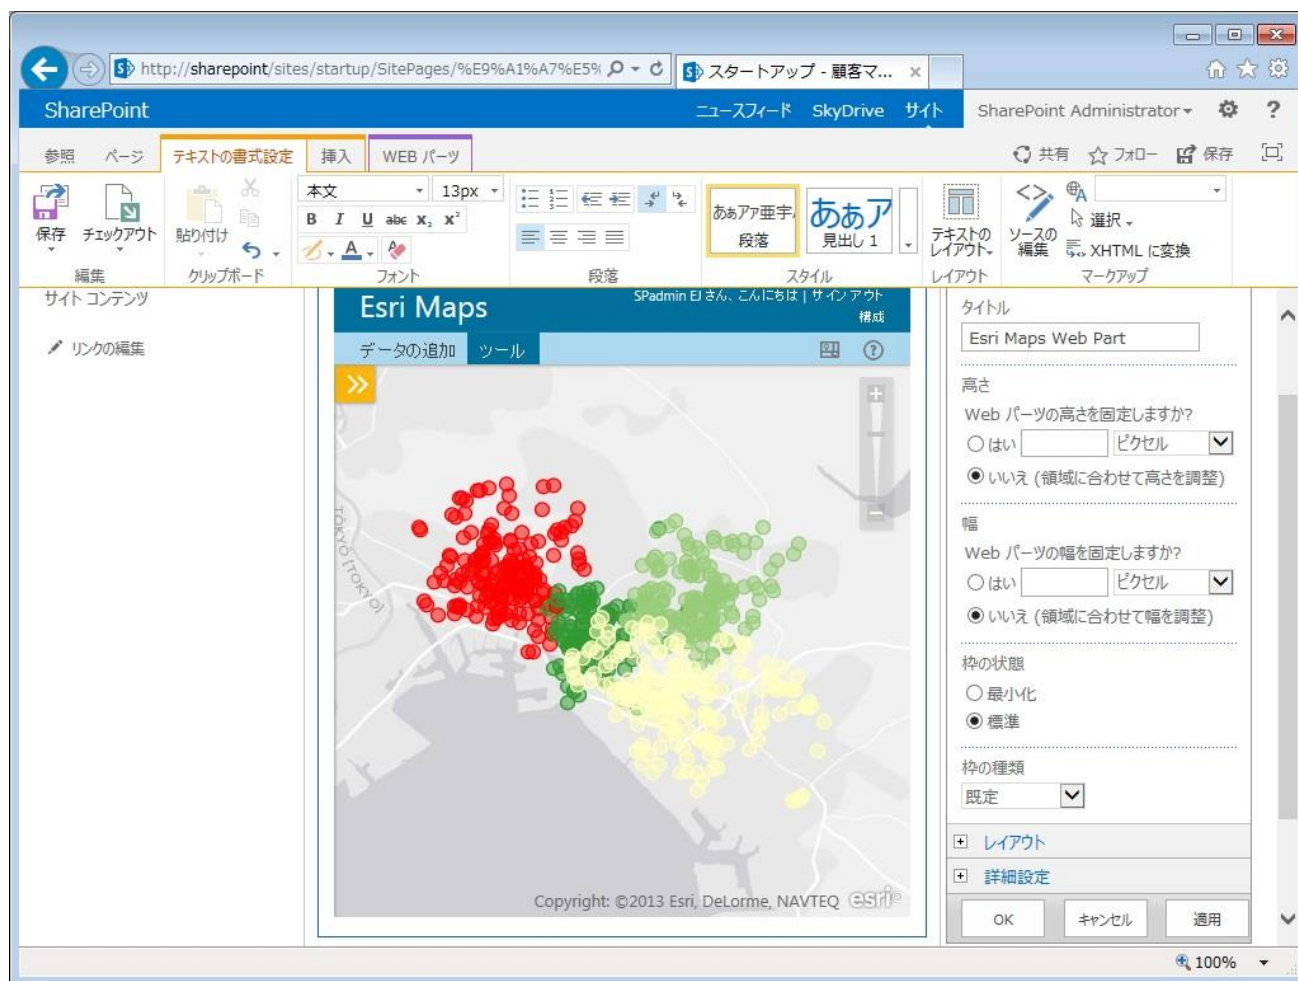 http://sharepoint/sites/startup/SitePages/%E9%A1%A7%E5%
スタートアップ - 顧客マ...
SharePoint
ニュースフィード SkyDrive サイト SharePoint Administrator ?
参照 ページ テキストの書式設定 挿入 WEB パーツ
共有 フォロー 保存
保存 チェックアウト 貼り付け
本文 13px
B I U abc X₂ X²
A
ああアァ亜宇 段落
ああア 見出し 1
テキストのレイアウト
ソースの編集
選択
XHTML に変換
編集 クリップボード フォント 段落 スタイル レイアウト マークアップ
サイト コンテンツ
リンクの編集
Esri Maps
SPadmin EJ さん、こんにちは | サイン アウト
構成
データの追加 ツール
TŌKYŌ (TOKYO)
Copyright: ©2013 Esri, DeLorme, NAVTEQ esri
タイトル
Esri Maps Web Part
高さ
Web パーツの高さを固定しますか?
はい ピクセル
いいえ (領域に合わせて高さを調整)
幅
Web パーツの幅を固定しますか?
はい ピクセル
いいえ (領域に合わせて幅を調整)
枠の状態
最小化
標準
枠の種類
既定
レイアウト
詳細設定
OK キャンセル 適用
100%